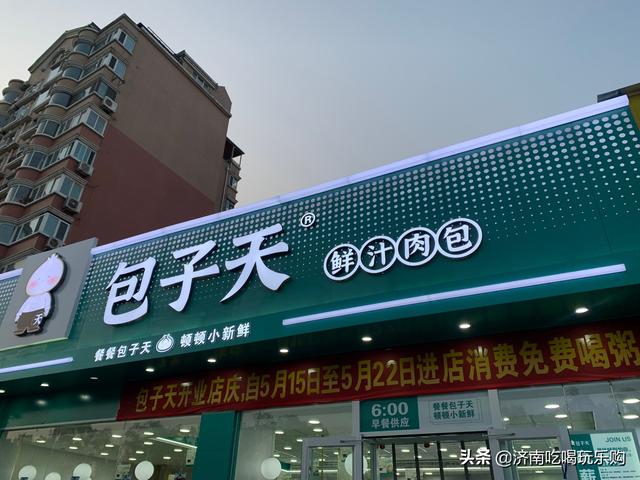 包子天®
鲜汁肉包
天
餐餐包子天 顿顿小新鲜
包子天开业店庆,自5月15日至5月22日进店消费免费喝粥
6:00
早餐供应
餐餐包子天
顿顿小新鲜
JOIN US
头条 @济南吃喝玩乐购